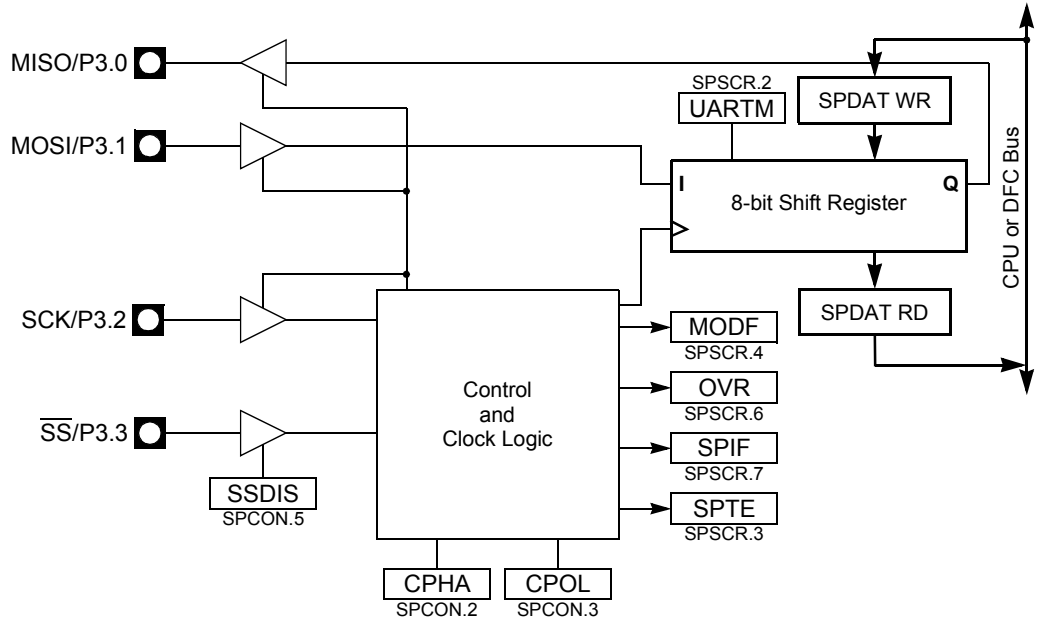 MISO/P3.0
SPSCR.2
UARTM
SPDAT WR
MOSI/P3.1
I
Q
8-bit Shift Register
CPU or DFC Bus
SCK/P3.2
SPDAT RD
MODF
SPSCR.4
Control
and
Clock Logic
OVR
SPSCR.6
SS/P3.3
SPIF
SPSCR.7
SSDIS
SPCON.5
SPTE
SPSCR.3
CPHA
SPCON.2
CPOL
SPCON.3